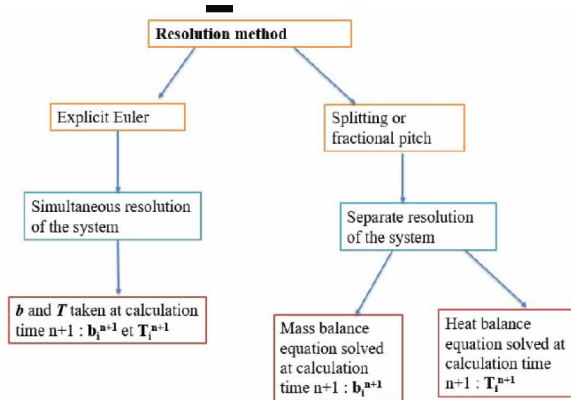 Resolution method
Explicit Euler
Splitting or
fractional pitch
Simultaneous resolution
of the system
Separate resolution
of the system
b and T taken at calculation
time n+1 : bᵢⁿ⁺¹ et Tᵢⁿ⁺¹
Mass balance
equation solved
at calculation
time n+1 : bᵢⁿ⁺¹
Heat balance
equation solved at
calculation time
n+1 : Tᵢⁿ⁺¹